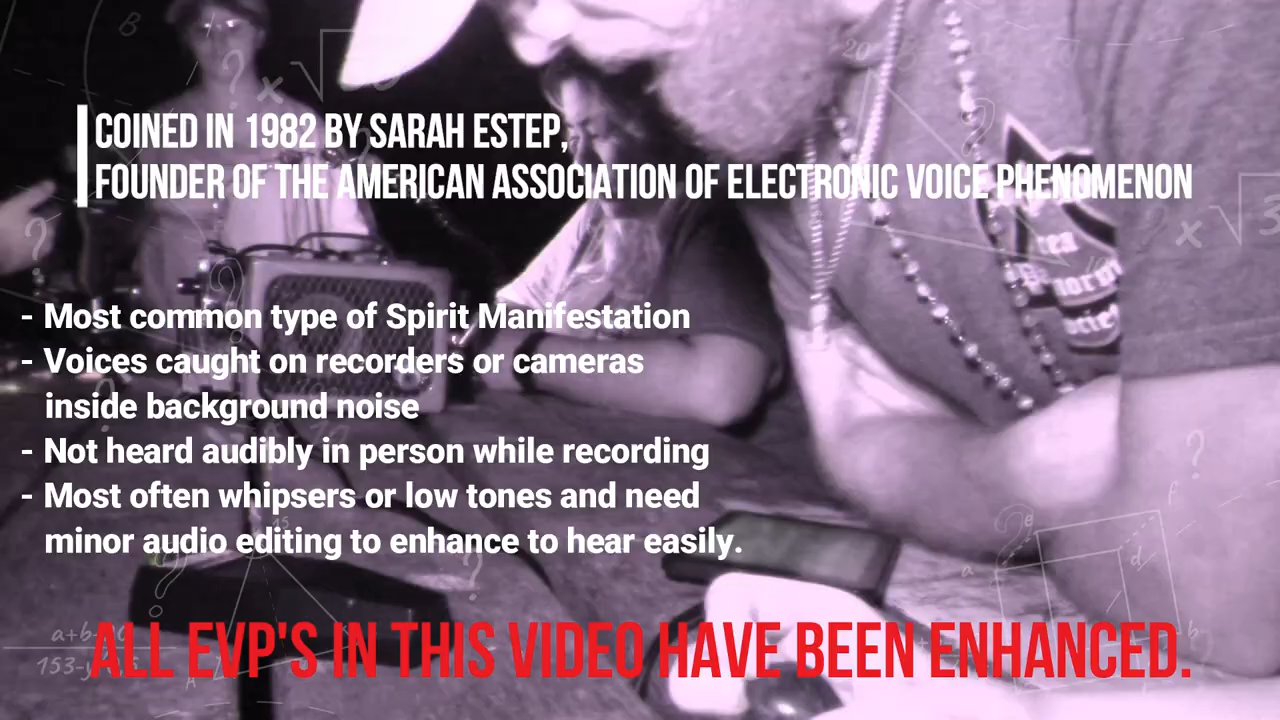 COINED IN 1982 BY SARAH ESTEP,
FOUNDER OF THE AMERICAN ASSOCIATION OF ELECTRONIC VOICE PHENOMENON
- Most common type of Spirit Manifestation
- Voices caught on recorders or cameras
inside background noise
- Not heard audibly in person while recording
- Most often whipsers or low tones and need
minor audio editing to enhance to hear easily.
ALL EVP'S IN THIS VIDEO HAVE BEEN ENHANCED.